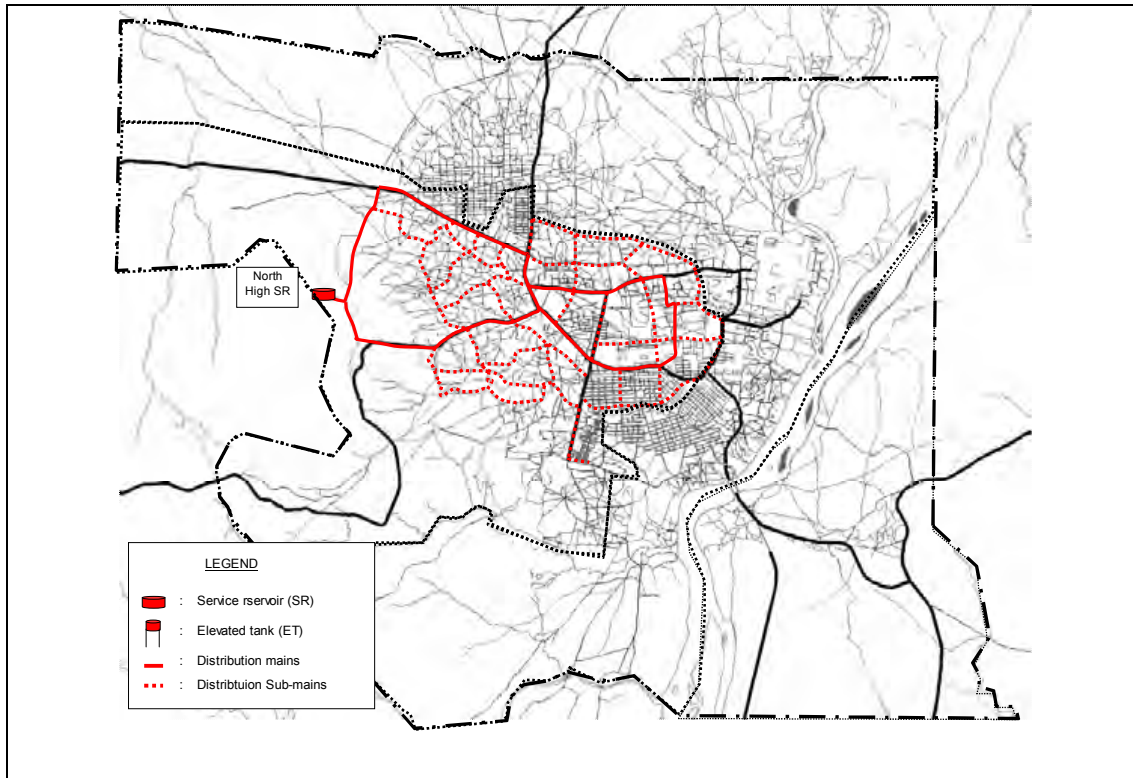 North
High SR
LEGEND
: Service rservoir (SR)
: Elevated tank (ET)
: Distribution mains
: Distribtuion Sub-mains